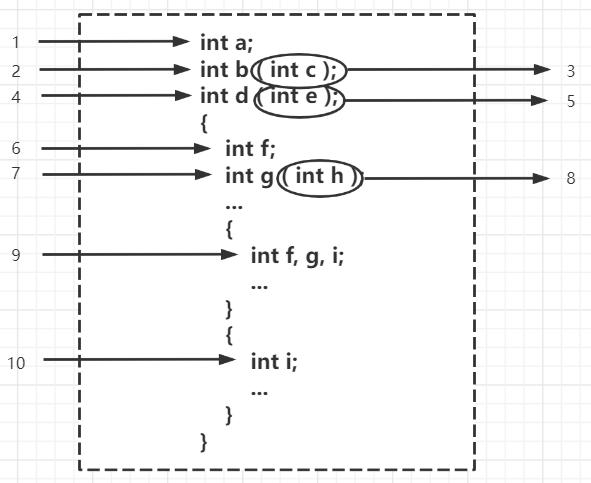 1 int a;
2 int b ( int c ); 3
4 int d ( int e ); 5
{
6 int f;
7 int g ( int h ); 8
...
{
9 int f, g, i;
...
}
{
10 int i;
...
}
}